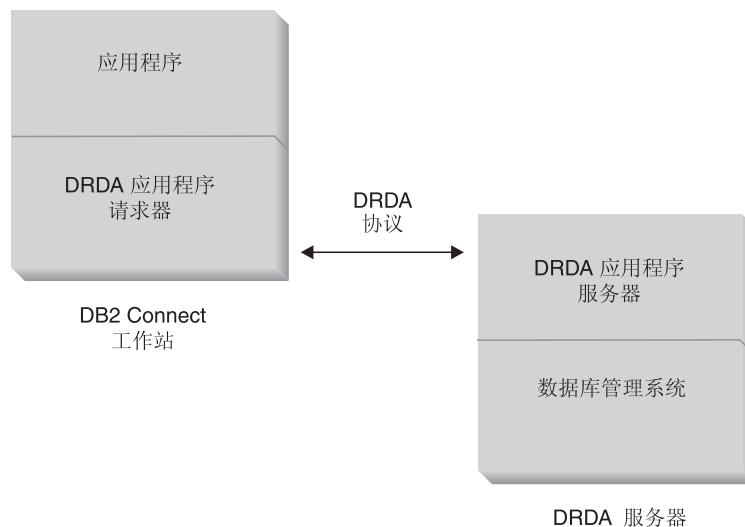 应用程序
DRDA 应用程序
请求器
DB2 Connect
工作站
DRDA
协议
DRDA 应用程序
服务器
数据库管理系统
DRDA 服务器